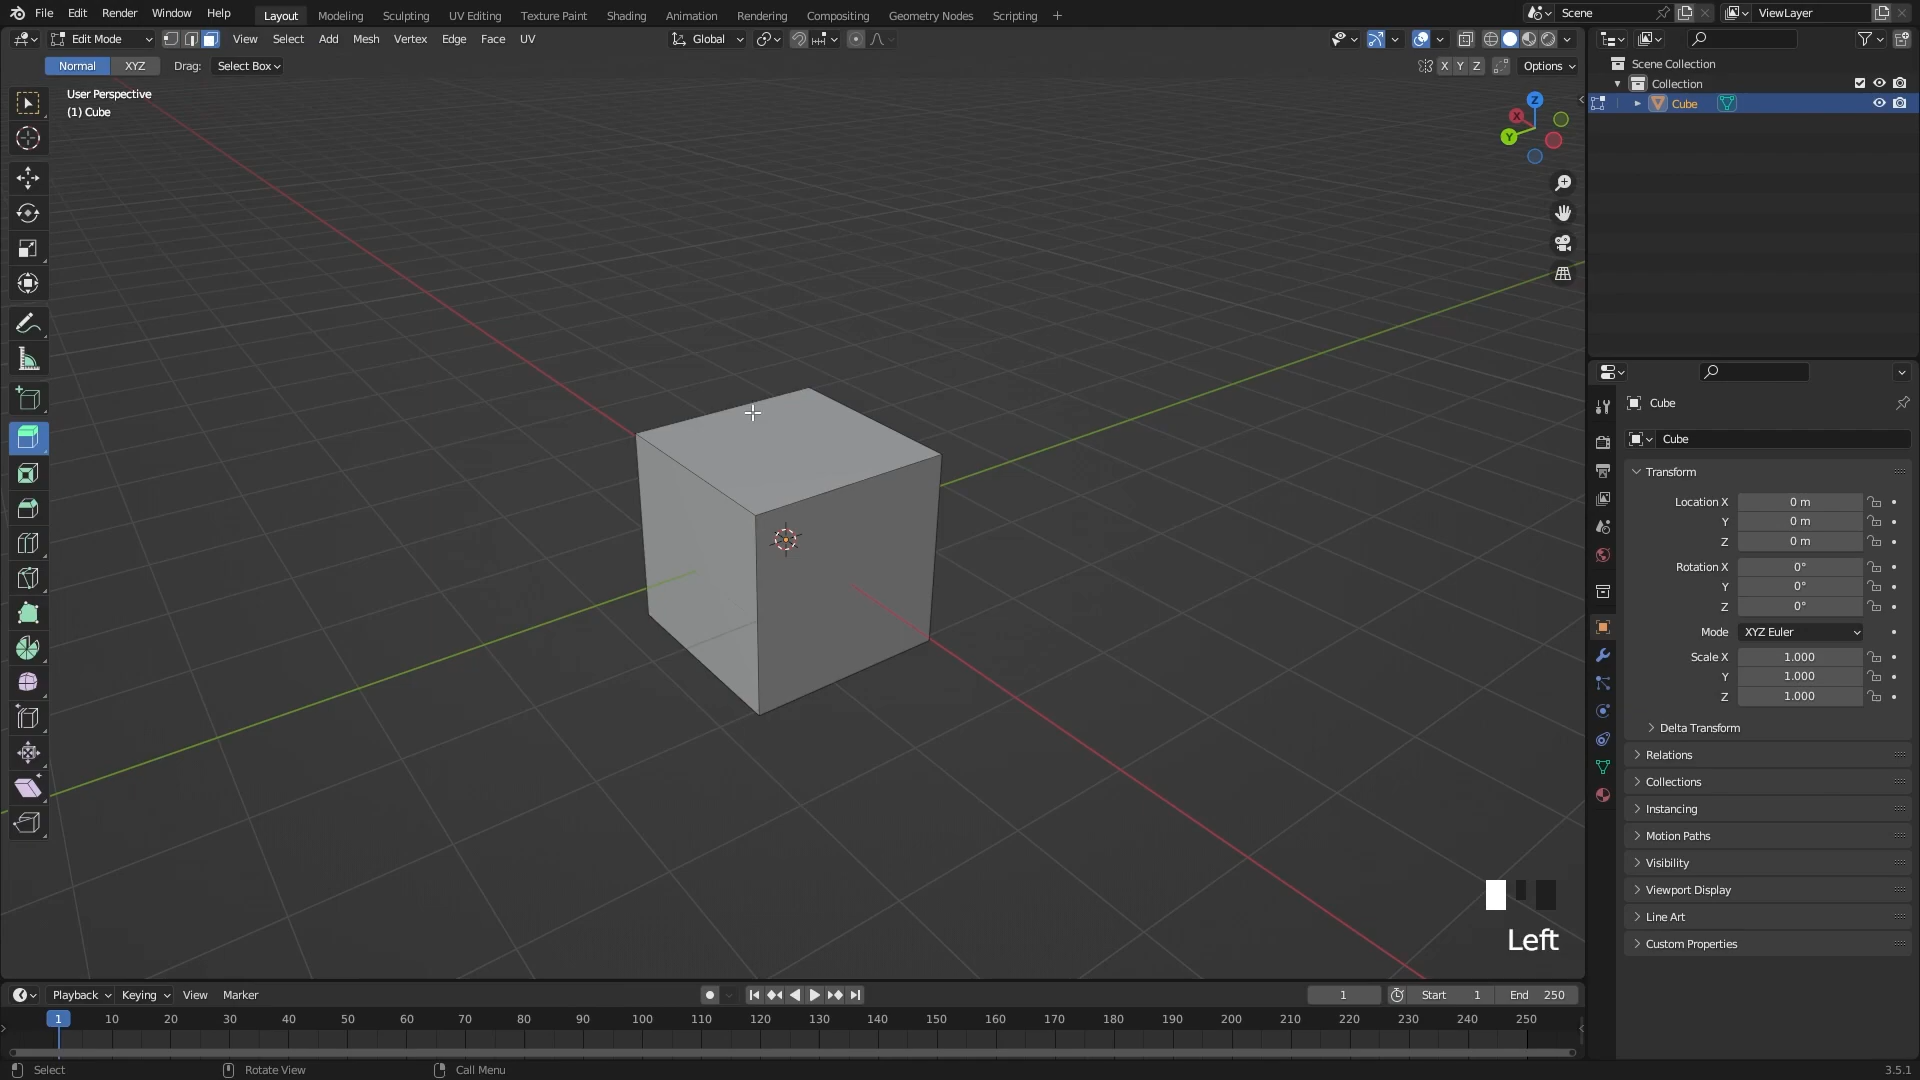 File Edit Render Window Help Layout Modeling Sculpting UV Editing Texture Paint Shading Animation Rendering Compositing Geometry Nodes Scripting + Scene ViewLayer
Edit Mode View Select Add Mesh Vertex Edge Face UV Global
Normal XYZ Drag: Select Box X Y Z Options
User Perspective
(1) Cube
Z
X
Y
Scene Collection
Collection
Cube
Cube
Cube
Transform
Location X 0 m
Y 0 m
Z 0 m
Rotation X 0°
Y 0°
Z 0°
Mode XYZ Euler
Scale X 1.000
Y 1.000
Z 1.000
Delta Transform
Relations
Collections
Instancing
Motion Paths
Visibility
Viewport Display
Line Art
Custom Properties
Left
Playback Keying View Marker 1 Start 1 End 250
1 10 20 30 40 50 60 70 80 90 100 110 120 130 140 150 160 170 180 190 200 210 220 230 240 250
Select Rotate View Call Menu 3.5.1